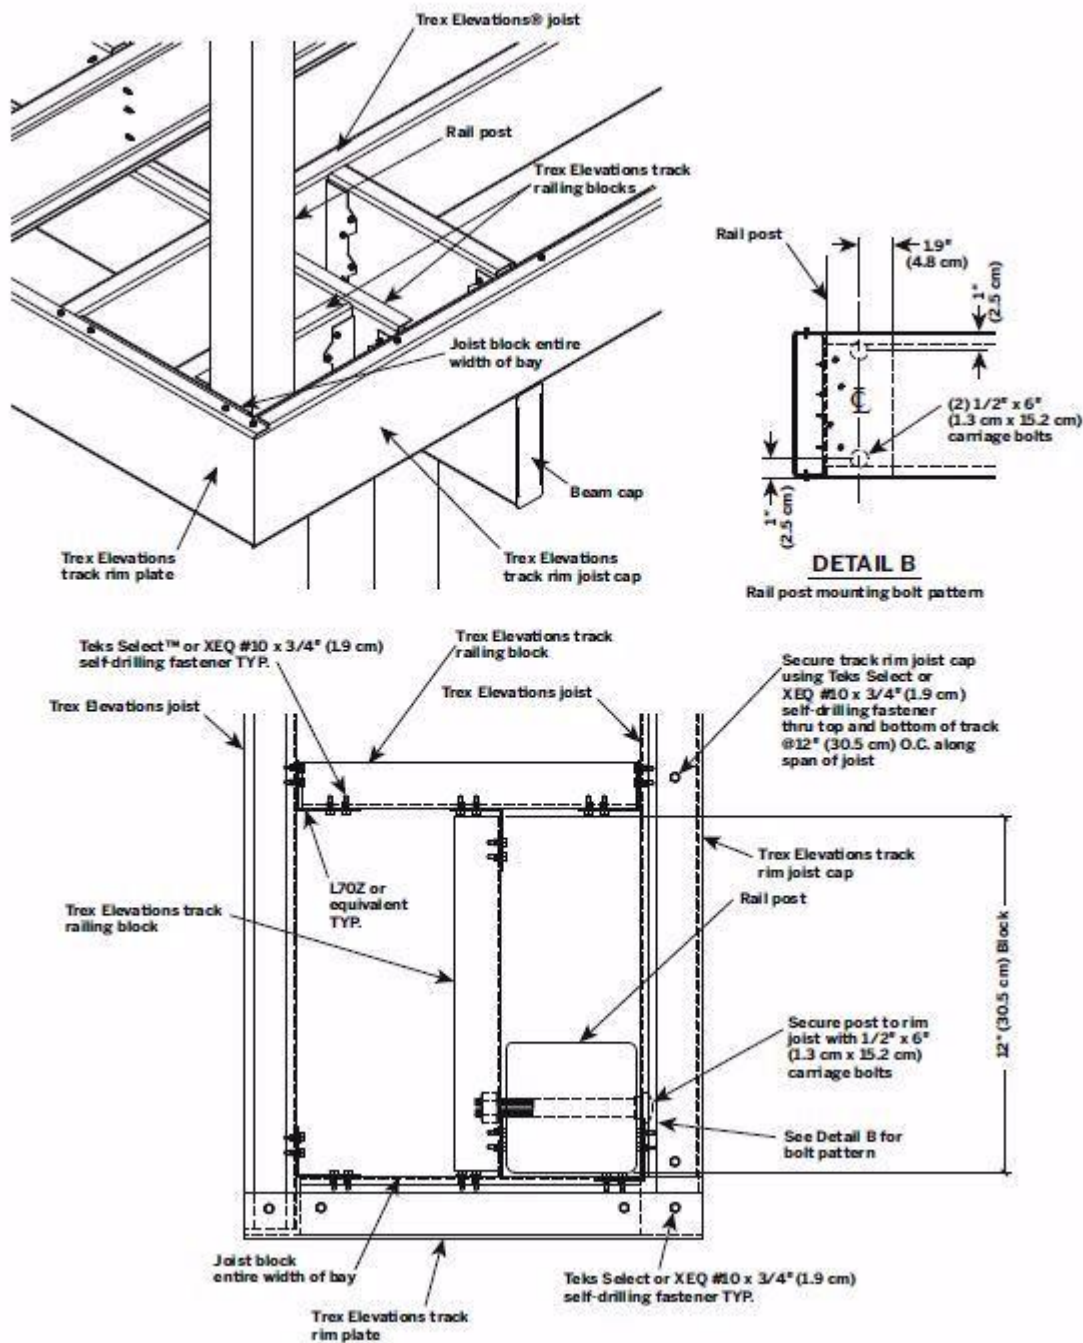 Trex Elevations® joist
Rail post
Trex Elevations track
railing blocks
Joist block entire
width of bay
Beam cap
Trex Elevations
track rim plate
Trex Elevations
track rim joist cap
Rail post
1.9"
(4.8 cm)
1"
(2.5 cm)
CL
(2) 1/2" x 6"
(1.3 cm x 15.2 cm)
carriage bolts
1"
(2.5 cm)
DETAIL B
Rail post mounting bolt pattern
Teks Select™ or XEQ #10 x 3/4" (1.9 cm)
self-drilling fastener TYP.
Trex Elevations track
railing block
Trex Elevations joist
Trex Elevations joist
Secure track rim joist cap
using Teks Select or
XEQ #10 x 3/4" (1.9 cm)
self-drilling fastener
thru top and bottom of track
@12" (30.5 cm) O.C. along
span of joist
L70Z or
equivalent
TYP.
Trex Elevations track
railing block
Trex Elevations track
rim joist cap
Rail post
12" (30.5 cm) Block
Secure post to rim
joist with 1/2" x 6"
(1.3 cm x 15.2 cm)
carriage bolts
See Detail B for
bolt pattern
Joist block
entire width of bay
Trex Elevations track
rim plate
Teks Select or XEQ #10 x 3/4" (1.9 cm)
self-drilling fastener TYP.